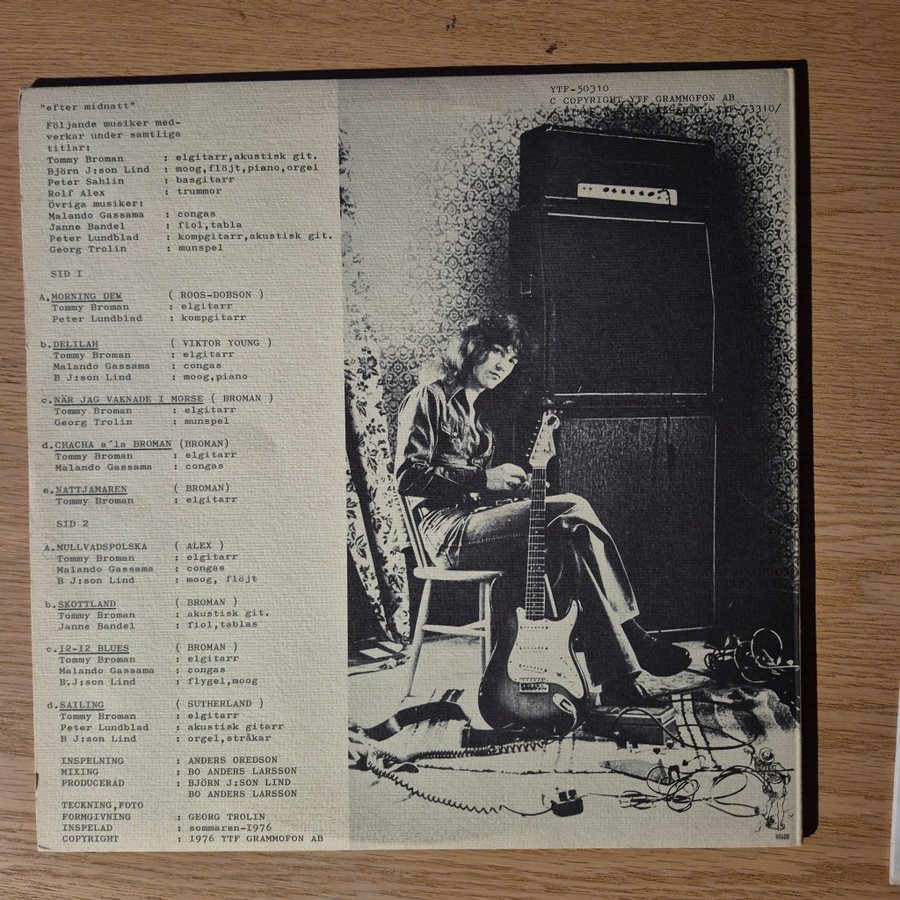 "efter midnatt"
Följande musiker med-
verkar under samtliga
titlar:
Tommy Broman : elgitarr,akustisk git.
Björn J:son Lind : moog,flöjt,piano,orgel
Peter Sahlin : basgitarr
Rolf Alex : trummor
Övriga musiker:
Malando Gassama : congas
Janne Bandel : fiol,tabla
Peter Lundblad : kompgitarr,akustisk git.
Georg Trolin : munspel
SID I
A.MORNING DEW ( ROOS-DOBSON )
Tommy Broman : elgitarr
Peter Lundblad : kompgitarr
b.DELILAH ( VIKTOR YOUNG )
Tommy Broman : elgitarr
Malando Gassama : congas
B J:son Lind : moog,piano
c.NÄR JAG VAKNADE I MORSE ( BROMAN )
Tommy Broman : elgitarr
Georg Trolin : munspel
d.CHACHA a´la BROMAN (BROMAN)
Tommy Broman : elgitarr
Malando Gassama : congas
e.NATTJAMAREN ( BROMAN)
Tommy Broman : elgitarr
SID 2
A.MULLVADSPOLSKA ( ALEX )
Tommy Broman : elgitarr
Malando Gassama : congas
B J:son Lind : moog, flöjt
b.SKOTTLAND ( BROMAN )
Tommy Broman : akustisk git.
Janne Bandel : fiol,tablas
c.I2-I2 BLUES ( BROMAN )
Tommy Broman : elgitarr
Malando Gassama : congas
B.J:son Lind : flygel,moog
d.SAILING ( SUTHERLAND )
Tommy Broman : elgitarr
Peter Lundblad : akustisk gitarr
B J:son Lind : orgel,stråkar
INSPELNING : ANDERS OREDSON
MIXING : BO ANDERS LARSSON
PRODUCERAD : BJÖRN J:SON LIND
BO ANDERS LARSSON
TECKNING,FOTO
FORMGIVNING : GEORG TROLIN
INSPELAD : sommaren-I976
COPYRIGHT : I976 YTF GRAMMOFON AB
YTF-50310
C COPYRIGHT YTF GRAMMOFON AB
YTF-73310/